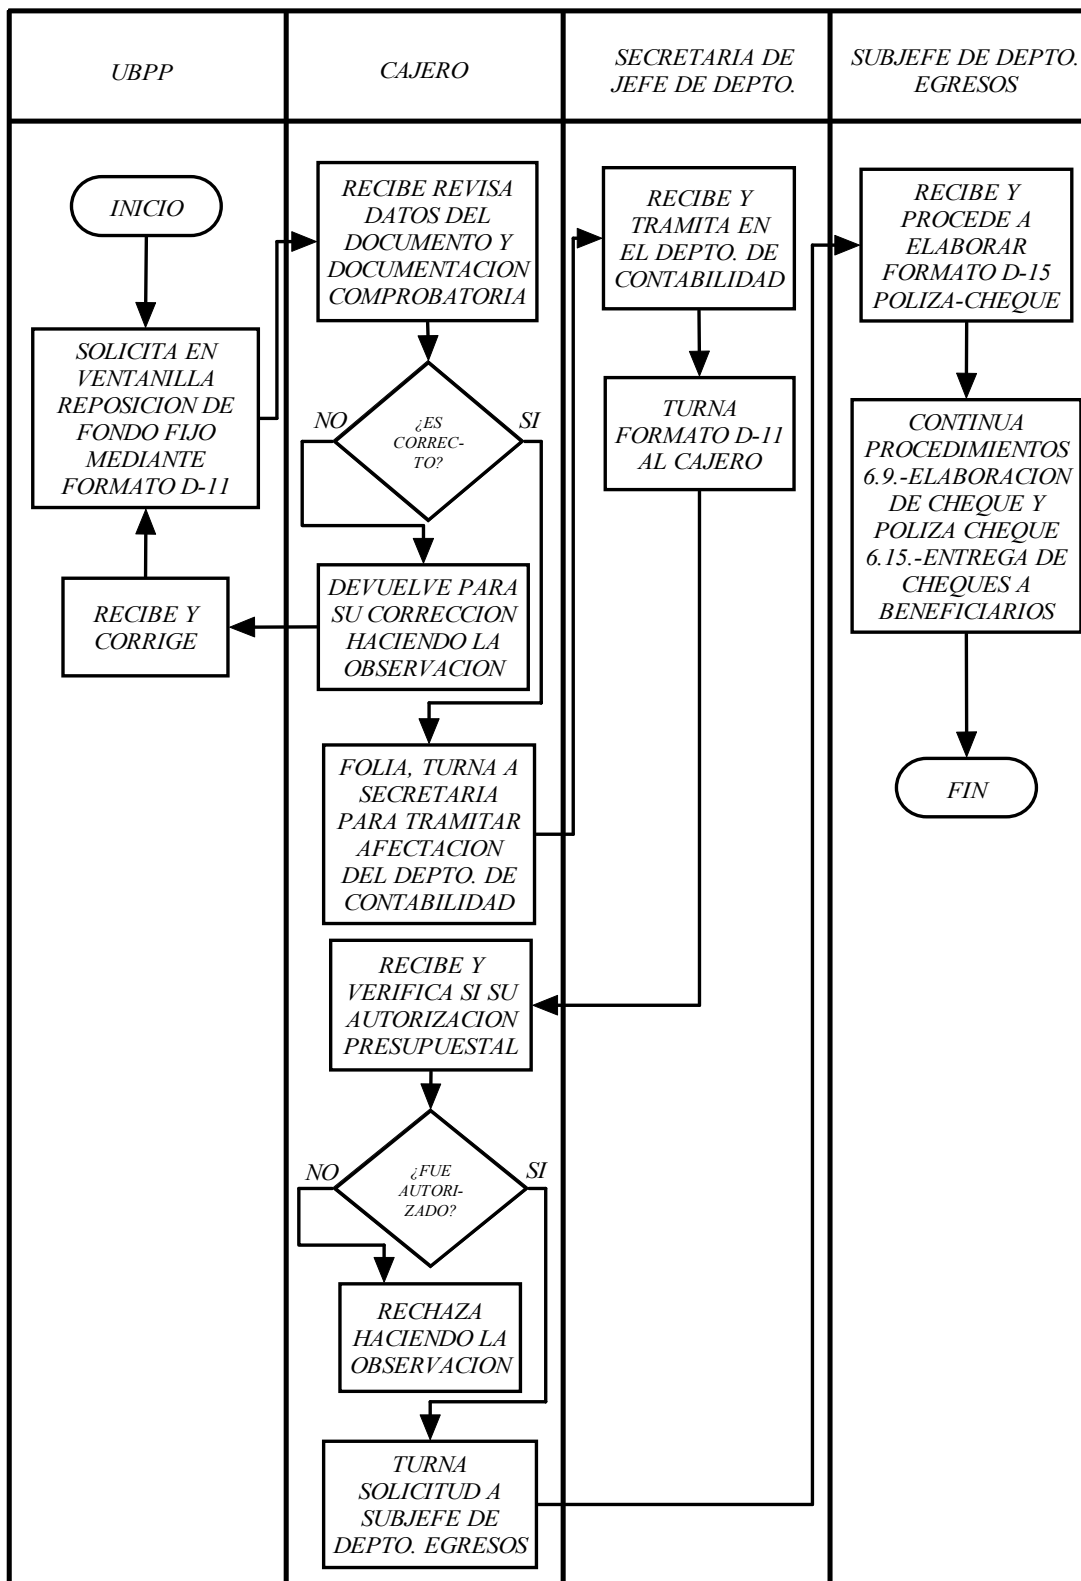 UBPP
CAJERO
SECRETARIA DE
JEFE DE DEPTO.
SUBJEFE DE DEPTO.
EGRESOS
INICIO
SOLICITA EN
VENTANILLA
REPOSICION DE
FONDO FIJO
MEDIANTE
FORMATO D-11
RECIBE Y
CORRIGE
RECIBE REVISA
DATOS DEL
DOCUMENTO Y
DOCUMENTACION
COMPROBATORIA
NO
¿ES
CORREC-
TO?
SI
DEVUELVE PARA
SU CORRECCION
HACIENDO LA
OBSERVACION
FOLIA, TURNA A
SECRETARIA
PARA TRAMITAR
AFECTACION
DEL DEPTO. DE
CONTABILIDAD
RECIBE Y
VERIFICA SI SU
AUTORIZACION
PRESUPUESTAL
NO
¿FUE
AUTORI-
ZADO?
SI
RECHAZA
HACIENDO LA
OBSERVACION
TURNA
SOLICITUD A
SUBJEFE DE
DEPTO. EGRESOS
RECIBE Y
TRAMITA EN
EL DEPTO. DE
CONTABILIDAD
TURNA
FORMATO D-11
AL CAJERO
RECIBE Y
PROCEDE A
ELABORAR
FORMATO D-15
POLIZA-CHEQUE
CONTINUA
PROCEDIMIENTOS
6.9.-ELABORACION
DE CHEQUE Y
POLIZA CHEQUE
6.15.-ENTREGA DE
CHEQUES A
BENEFICIARIOS
FIN